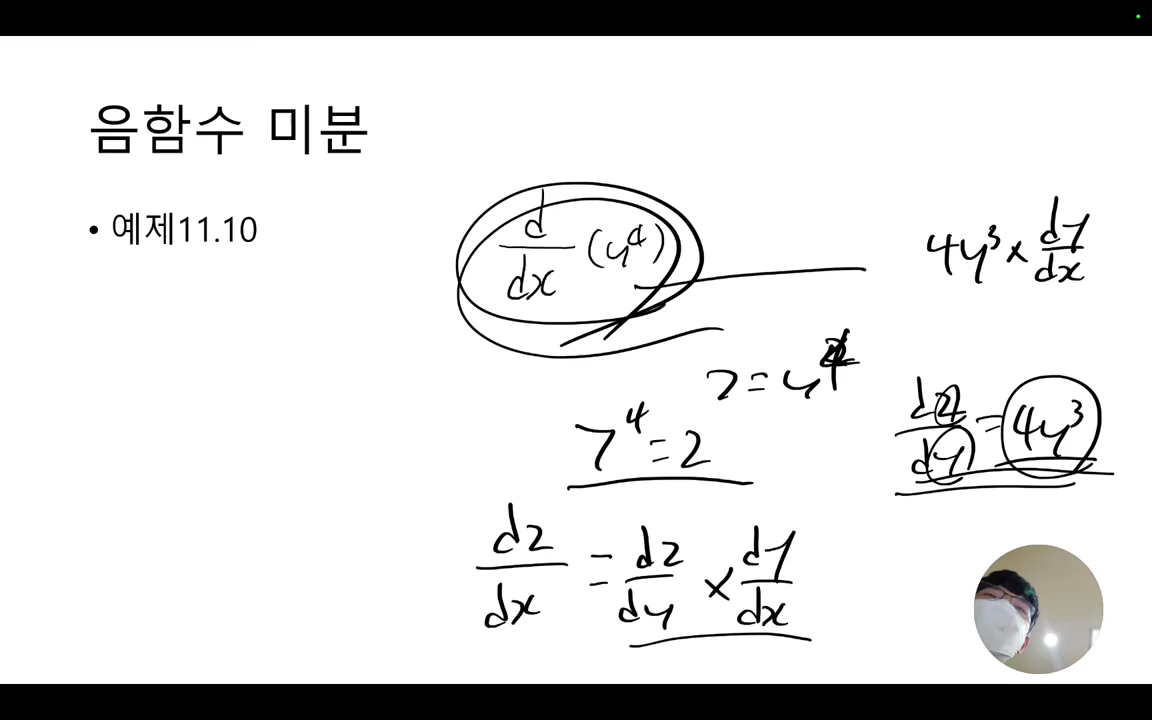 음함수 미분
• 예제11.10
d/dx (y⁴)
4y³ × dy/dx
z = y⁴
y⁴ = z
dz/dy = 4y³
dz/dx = dz/dy × dy/dx